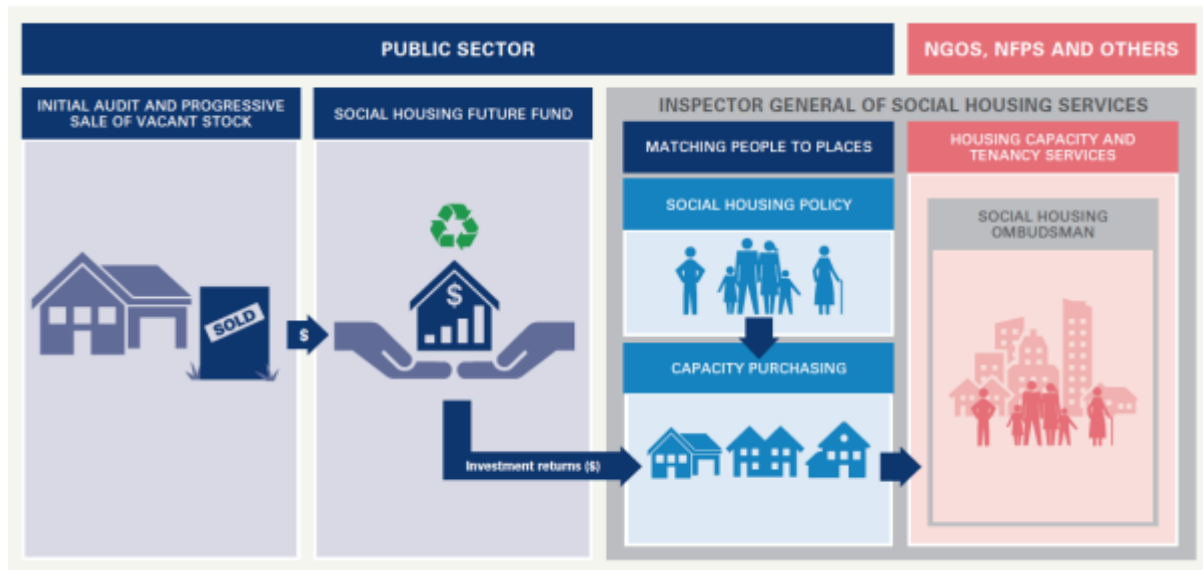 PUBLIC SECTOR
NGOS, NFPS AND OTHERS
INITIAL AUDIT AND PROGRESSIVE
SALE OF VACANT STOCK
SOCIAL HOUSING FUTURE FUND
INSPECTOR GENERAL OF SOCIAL HOUSING SERVICES
MATCHING PEOPLE TO PLACES
HOUSING CAPACITY AND
TENANCY SERVICES
SOCIAL HOUSING POLICY
SOCIAL HOUSING
OMBUDSMAN
$
SOLD
$
CAPACITY PURCHASING
Investment returns ($)